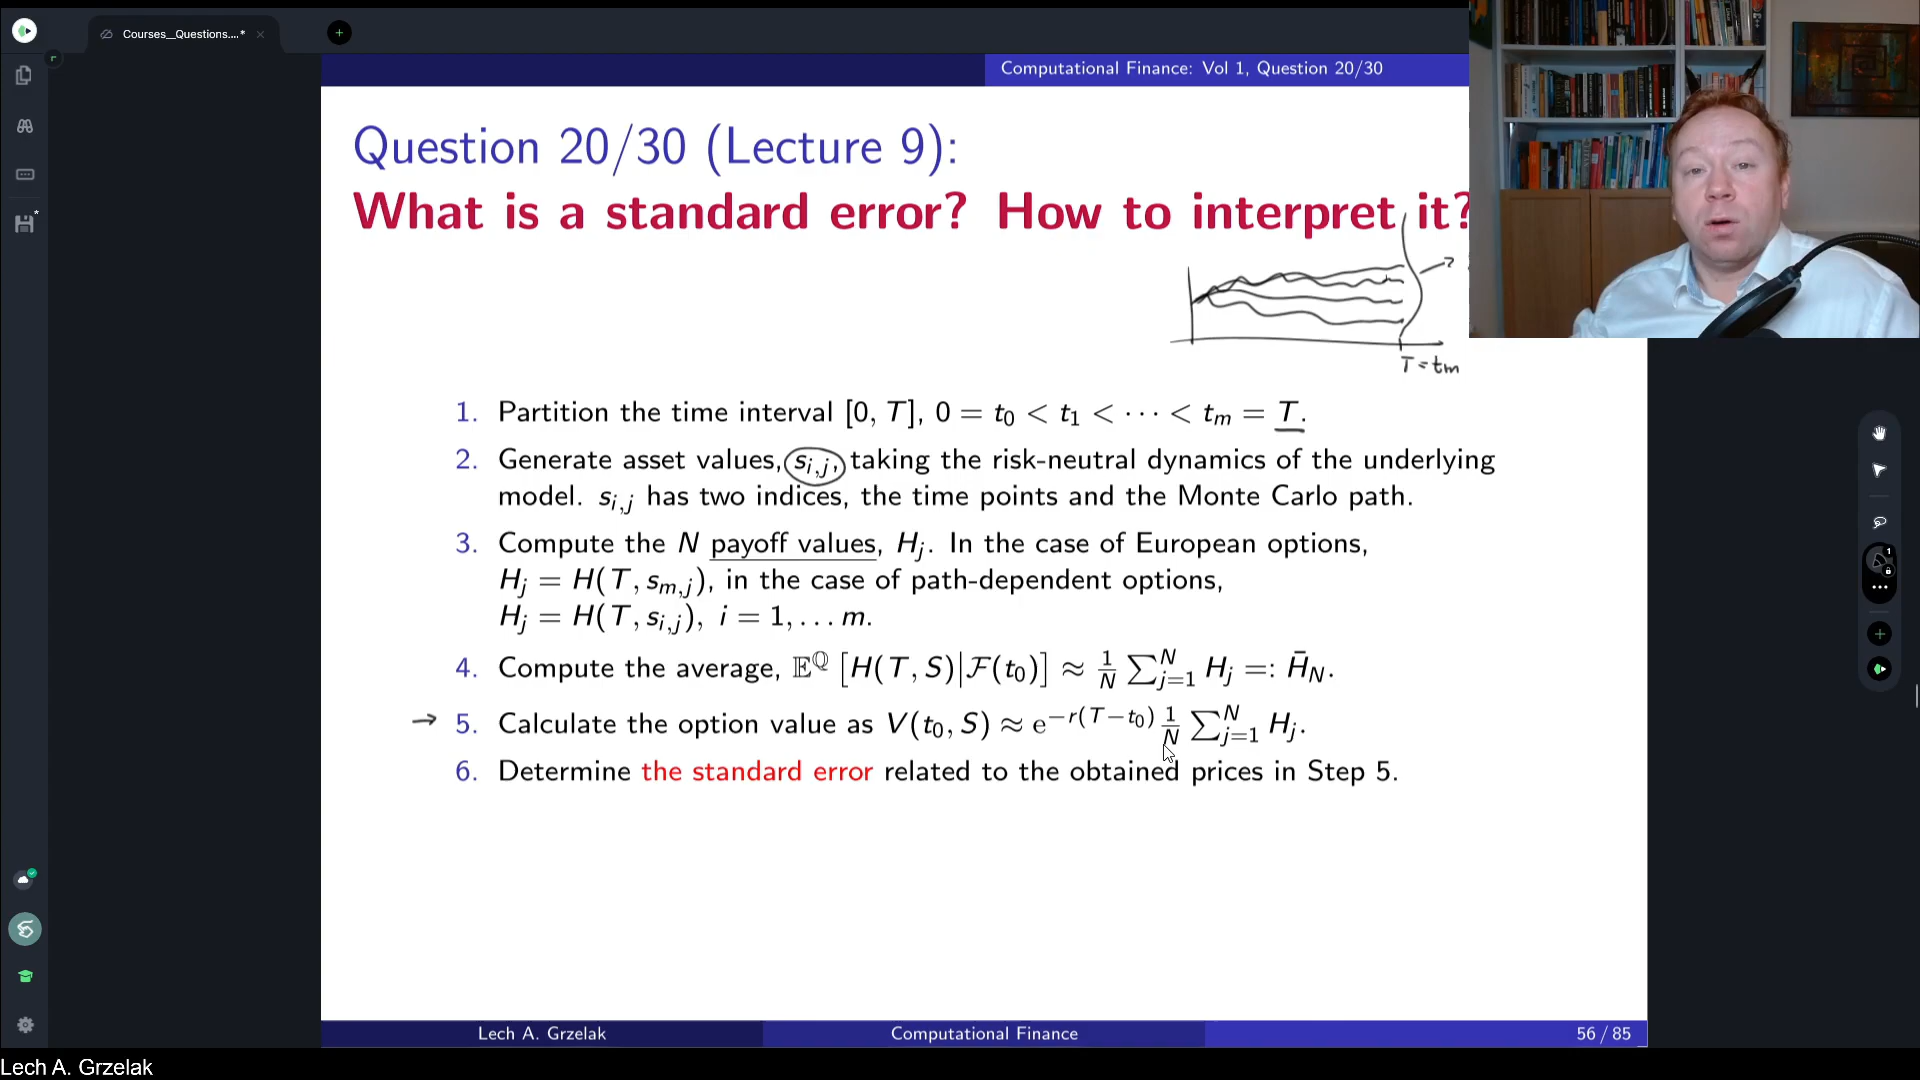 Courses__Questions....*
Computational Finance: Vol 1, Question 20/30
Question 20/30 (Lecture 9):
What is a standard error? How to interpret it?
?
T = tm
1. Partition the time interval [0, T], 0 = t₀ < t₁ < ⋯ < tₘ = T.
2. Generate asset values, sᵢ,ⱼ, taking the risk-neutral dynamics of the underlying
model. sᵢ,ⱼ has two indices, the time points and the Monte Carlo path.
3. Compute the N payoff values, Hⱼ. In the case of European options,
Hⱼ = H(T, sₘ,ⱼ), in the case of path-dependent options,
Hⱼ = H(T, sᵢ,ⱼ), i = 1, . . . m.
4. Compute the average, 𝔼^ℚ [H(T, S)|ℱ(t₀)] ≈ 1/N ∑_{j=1}^N Hⱼ =: H̄_N.
→ 5. Calculate the option value as V(t₀, S) ≈ e^{−r(T−t₀)} 1/N ∑_{j=1}^N Hⱼ.
6. Determine the standard error related to the obtained prices in Step 5.
Lech A. Grzelak
Computational Finance
56 / 85
Lech A. Grzelak